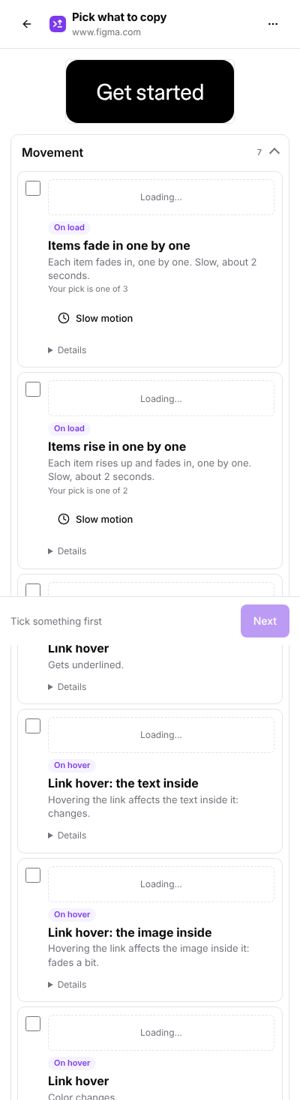 Pick what to copy
www.figma.com
Get started
Movement
7
Loading...
On load
Items fade in one by one
Each item fades in, one by one. Slow, about 2
seconds.
Your pick is one of 3
Slow motion
Details
Loading...
On load
Items rise in one by one
Each item rises up and fades in, one by one.
Slow, about 2 seconds.
Your pick is one of 2
Slow motion
Details
Tick something first
Next
Link hover
Gets underlined.
Details
Loading...
On hover
Link hover: the text inside
Hovering the link affects the text inside it:
changes.
Details
Loading...
On hover
Link hover: the image inside
Hovering the link affects the image inside it:
fades a bit.
Details
Loading...
On hover
Link hover
Color changes.